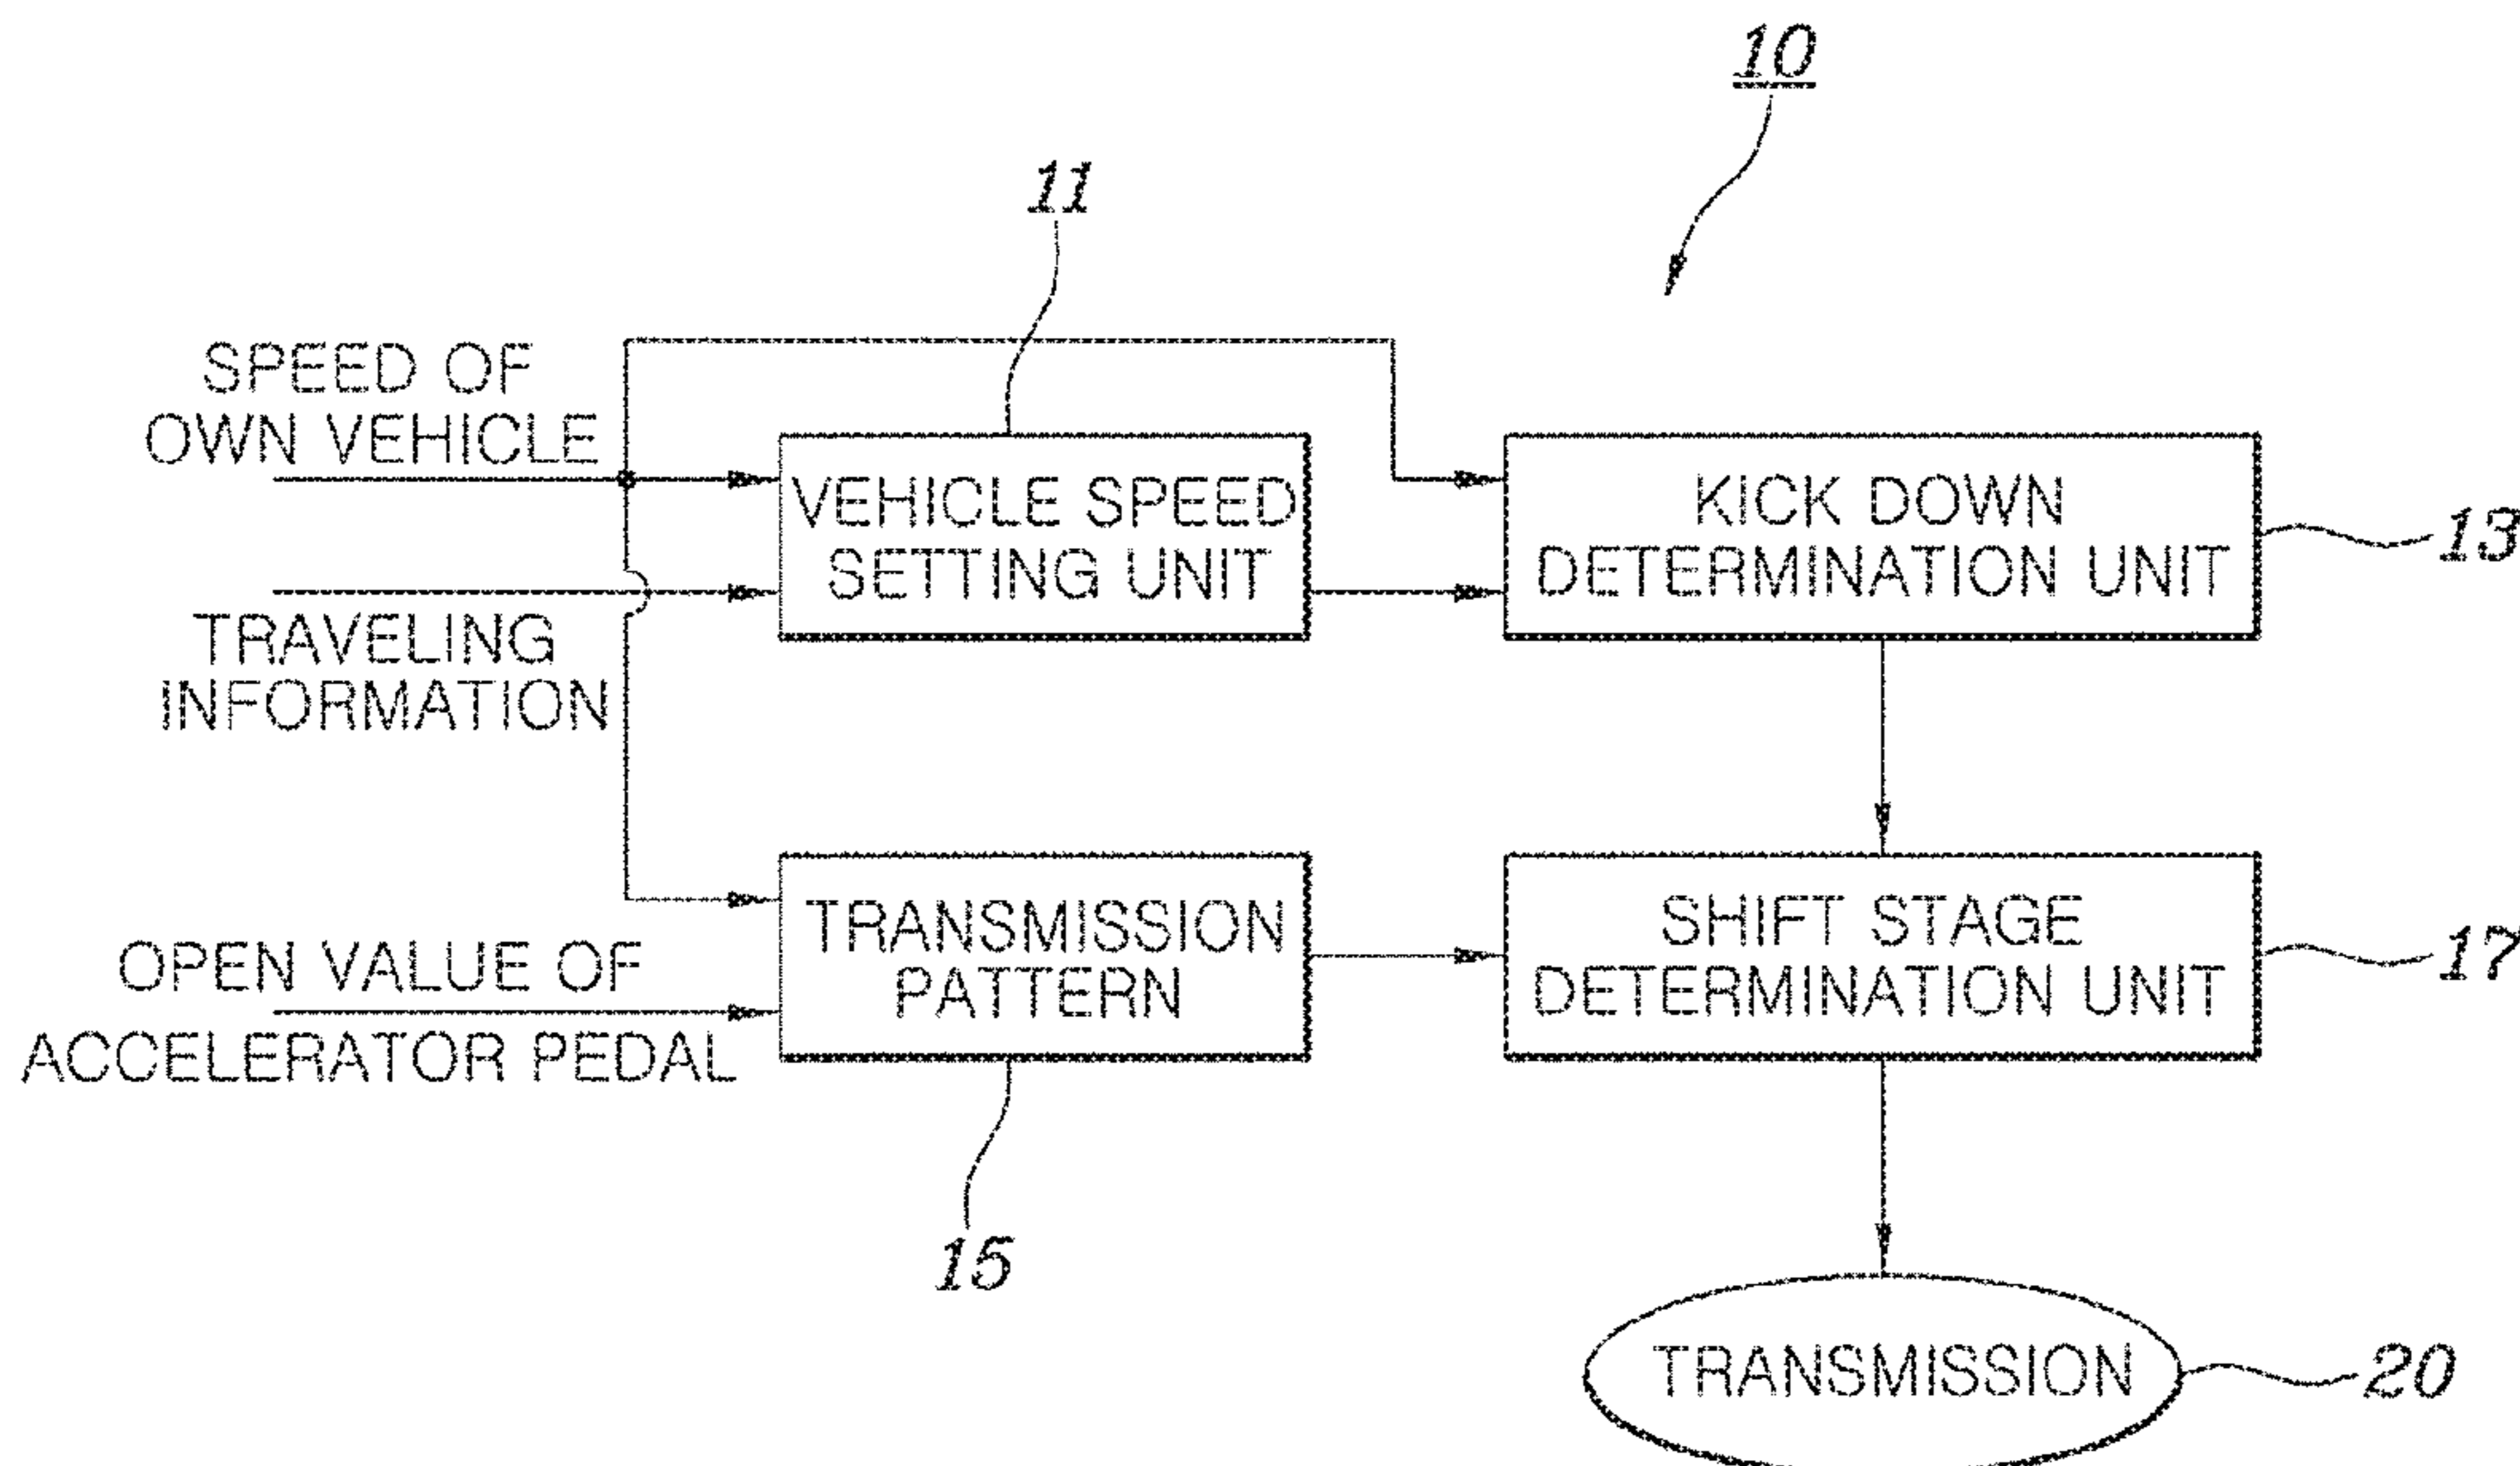 10
11
SPEED OF
OWN VEHICLE
VEHICLE SPEED
SETTING UNIT
KICK DOWN
DETERMINATION UNIT
13
TRAVELING
INFORMATION
OPEN VALUE OF
ACCELERATOR PEDAL
TRANSMISSION
PATTERN
SHIFT STAGE
DETERMINATION UNIT
17
15
TRANSMISSION
20